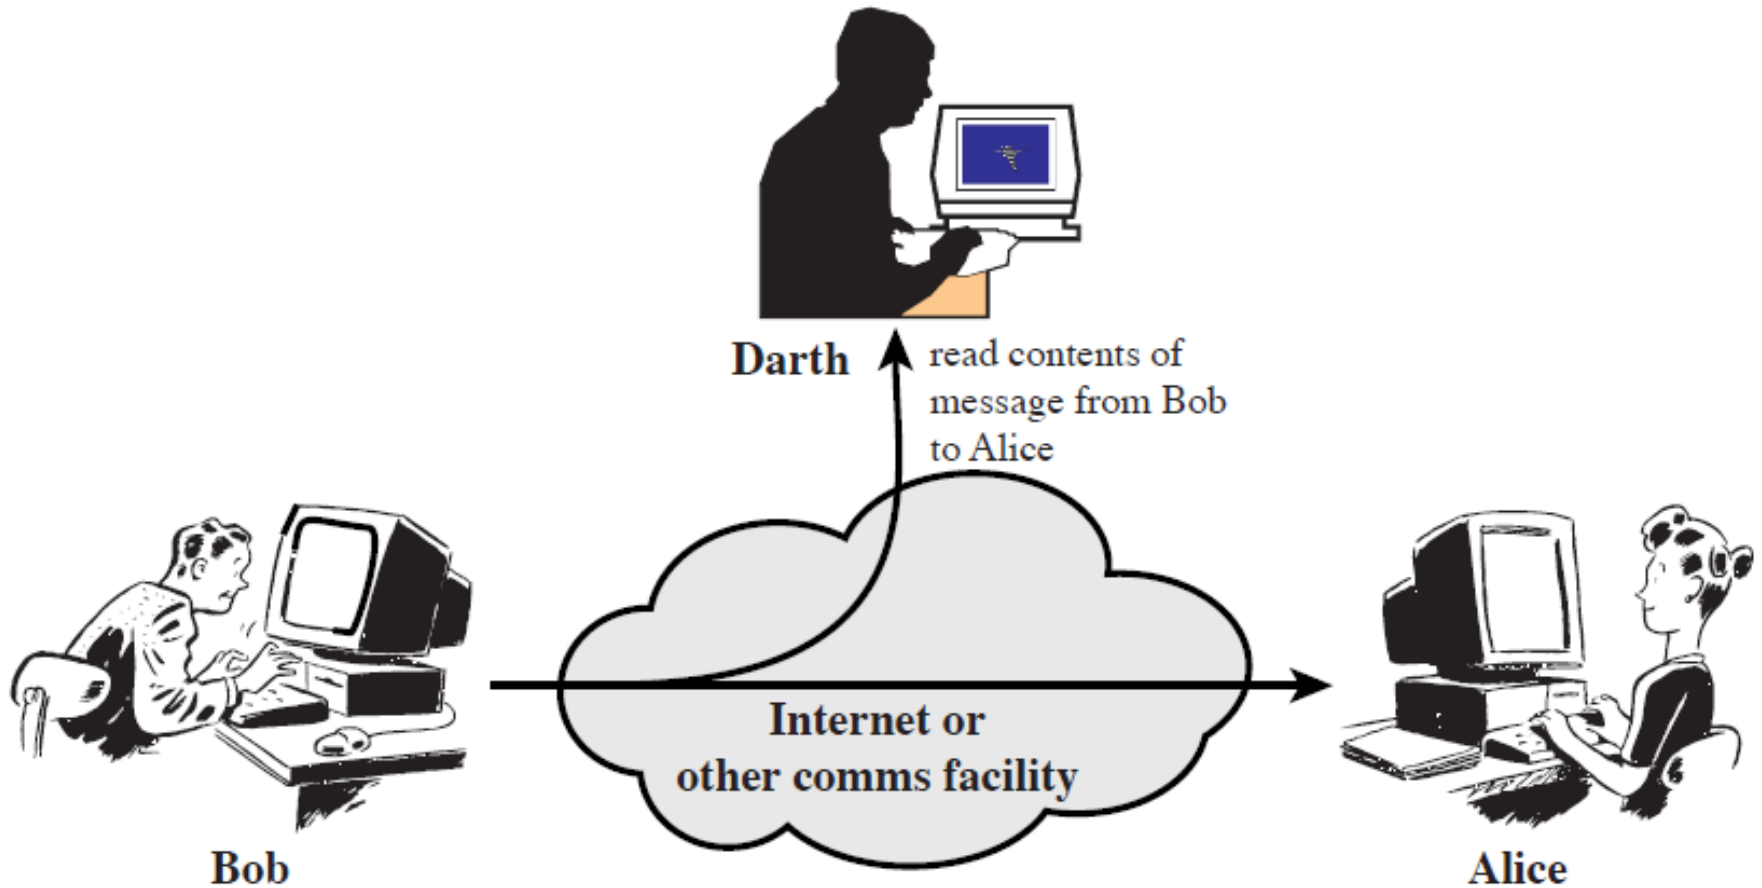 Darth
read contents of
message from Bob
to Alice
Internet or
other comms facility
Bob
Alice